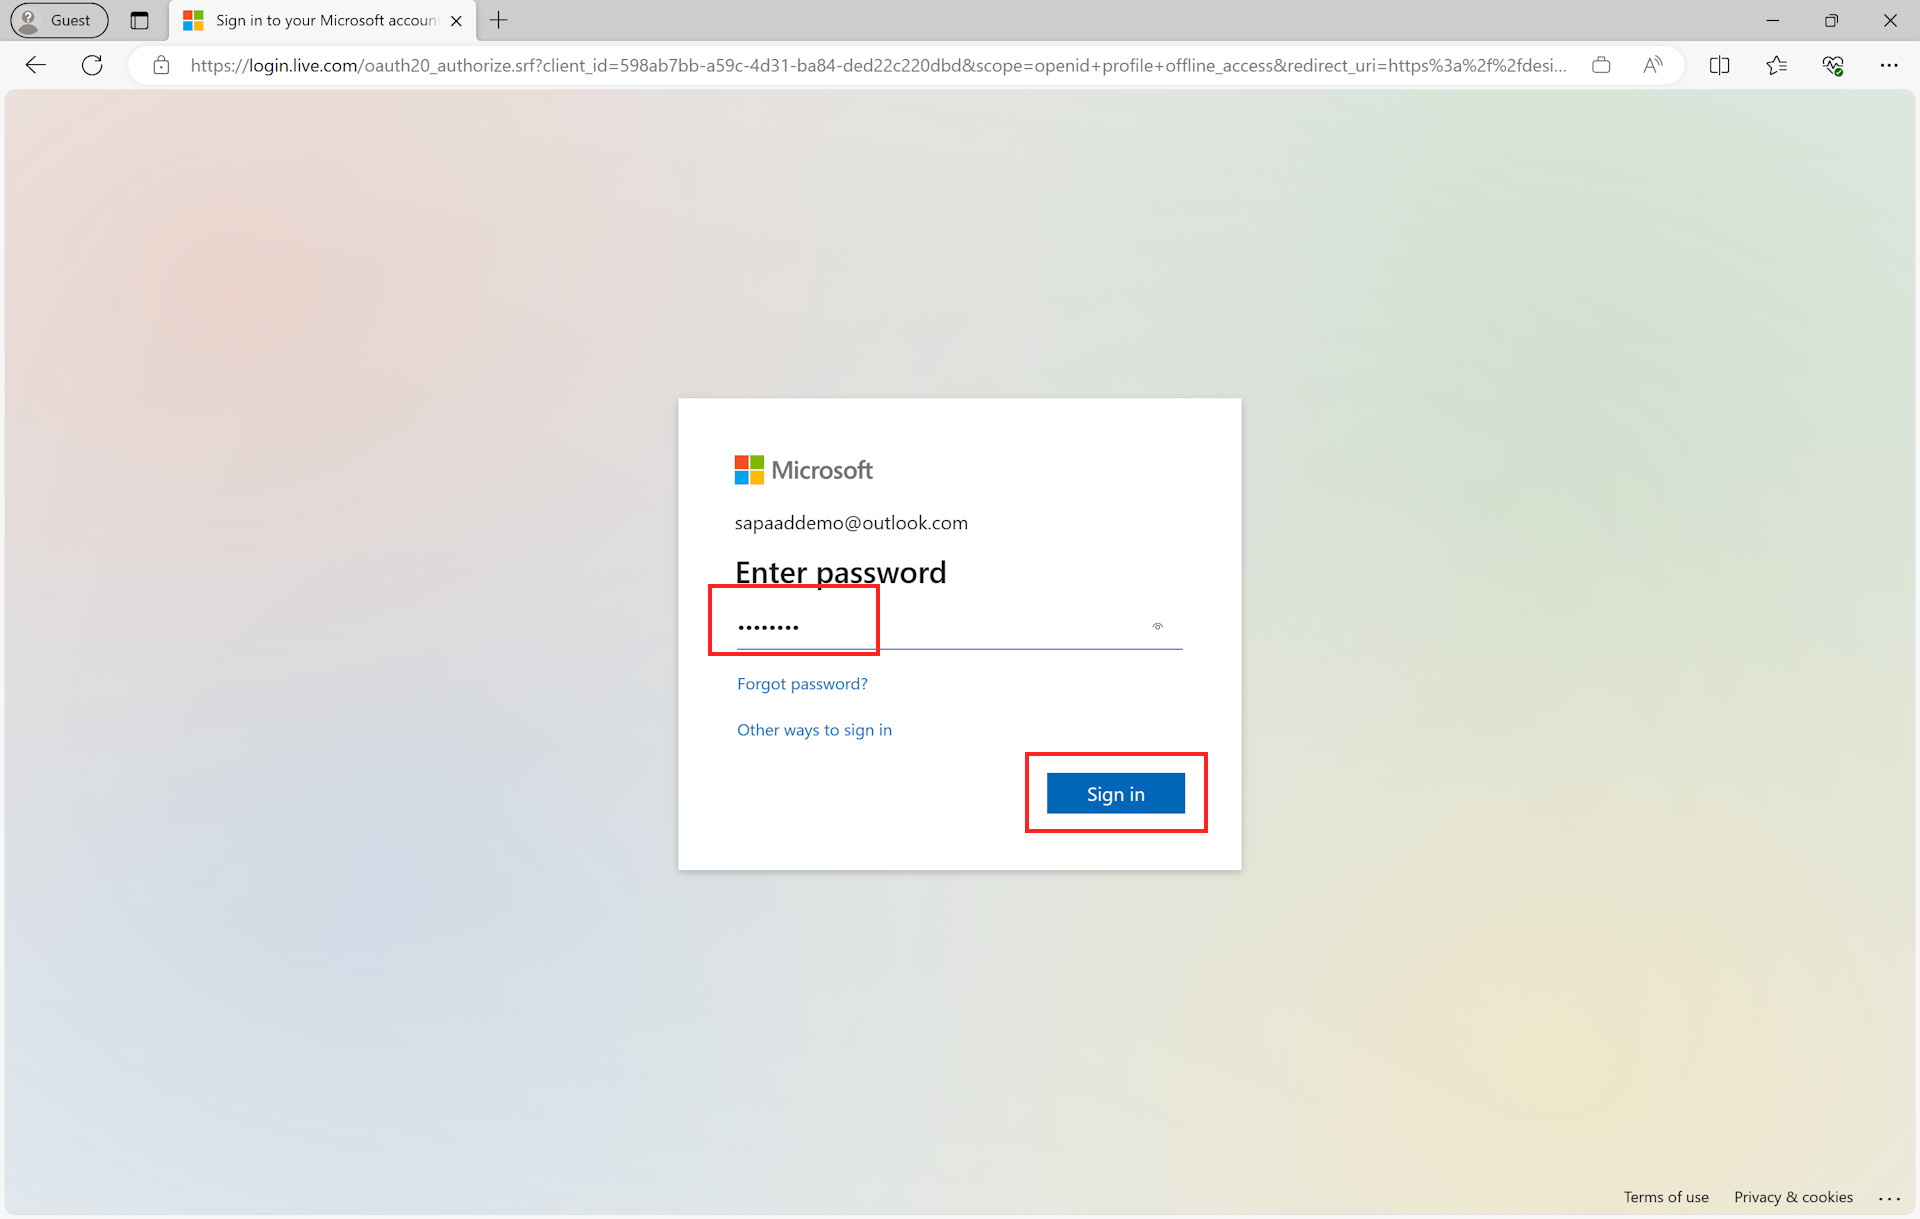 Guest
Sign in to your Microsoft accoun
https://login.live.com/oauth20_authorize.srf?client_id=598ab7bb-a59c-4d31-ba84-ded22c220dbd&scope=openid+profile+offline_access&redirect_uri=https%3a%2f%2fdesi...
Microsoft
sapaaddemo@outlook.com
Enter password
Forgot password?
Other ways to sign in
Sign in
Terms of use
Privacy & cookies